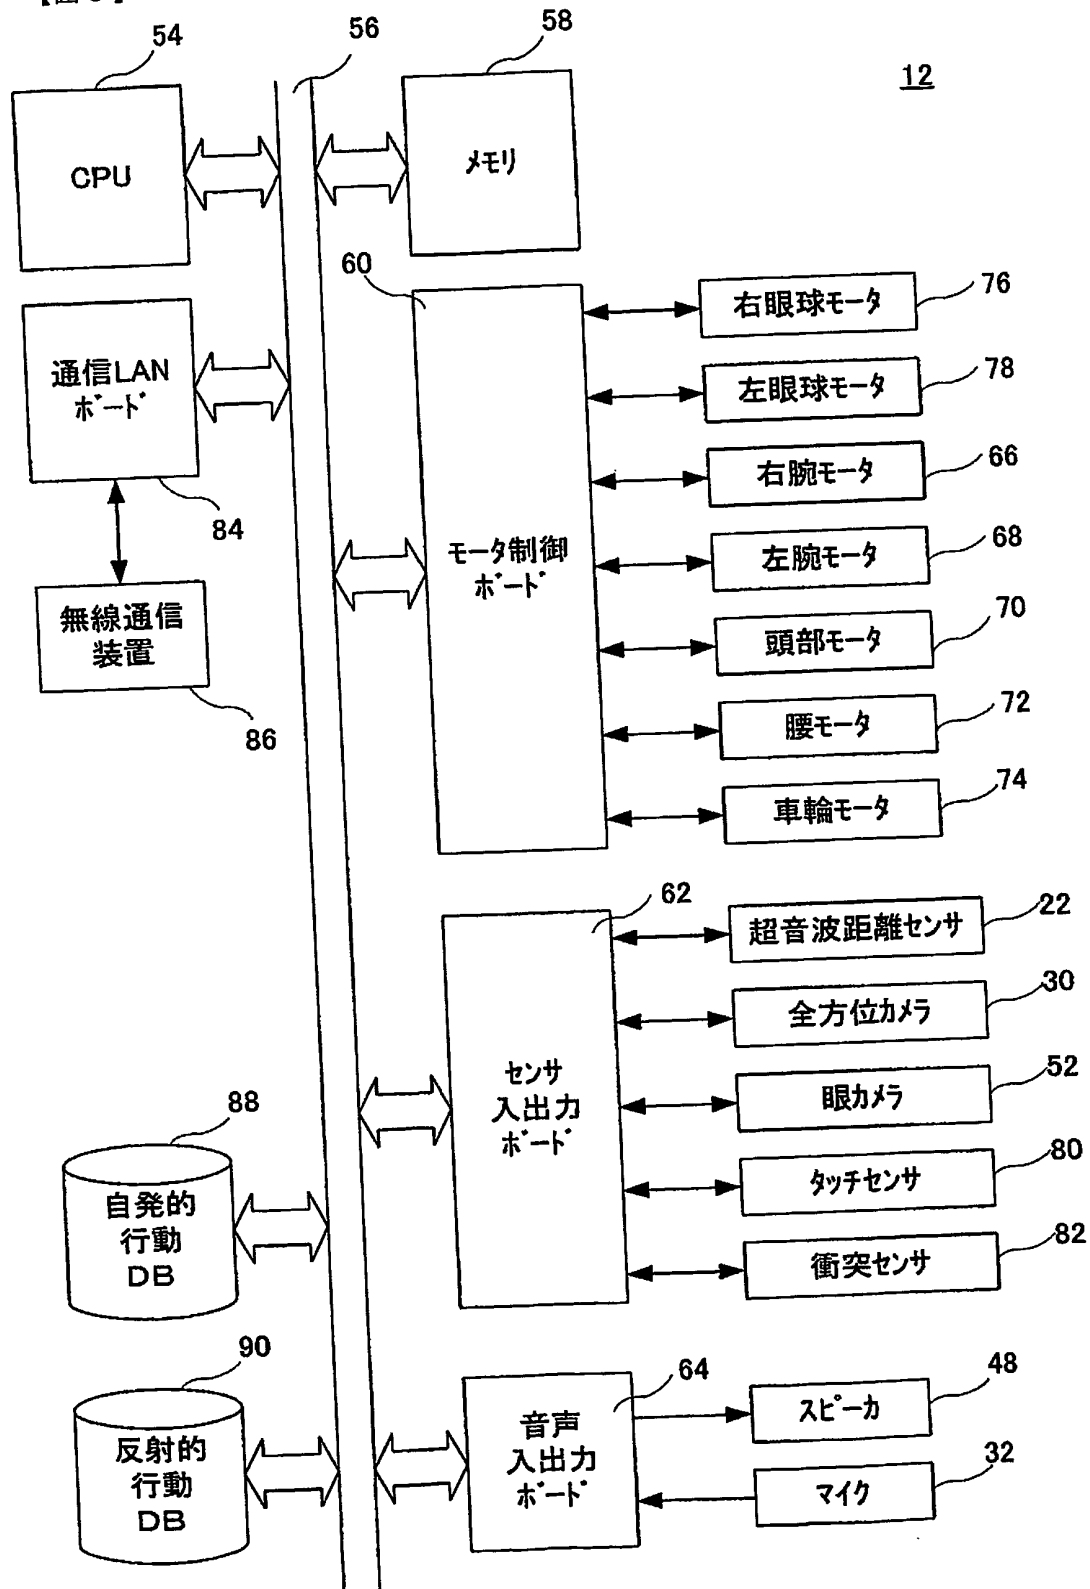 54
56
58
12
CPU
メモリ
60
通信LAN
ボード
84
無線通信
装置
86
モータ制御
ボード
右眼球モータ
76
左眼球モータ
78
右腕モータ
66
左腕モータ
68
頭部モータ
70
腰モータ
72
車輪モータ
74
62
センサ
入出力
ボード
超音波距離センサ
22
全方位カメラ
30
眼カメラ
52
タッチセンサ
80
衝突センサ
82
88
自発的
行動
DB
90
反射的
行動
DB
64
音声
入出力
ボード
スピーカ
48
マイク
32